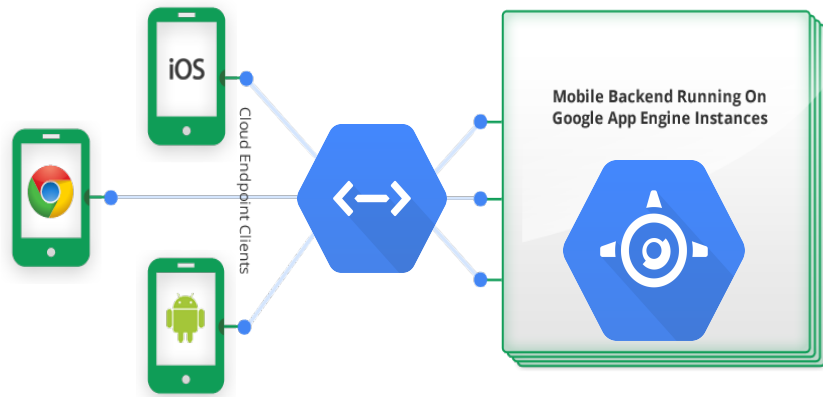 iOS
Cloud Endpoint Clients
Mobile Backend Running On
Google App Engine Instances